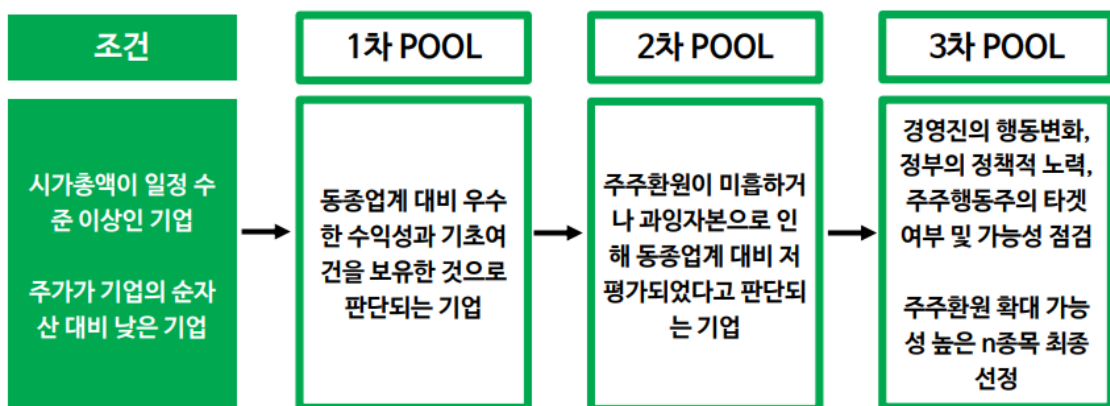 조건
시가총액이 일정 수
준 이상인 기업
주가가 기업의 순자
산 대비 낮은 기업
1차 POOL
동종업계 대비 우수
한 수익성과 기초여
건을 보유한 것으로
판단되는 기업
2차 POOL
주주환원이 미흡하거
나 과잉자본으로 인
해 동종업계 대비 저
평가되었다고 판단되
는 기업
3차 POOL
경영진의 행동변화,
정부의 정책적 노력,
주주행동주의 타겟
여부 및 가능성 점검
주주환원 확대 가능
성 높은 n종목 최종
선정